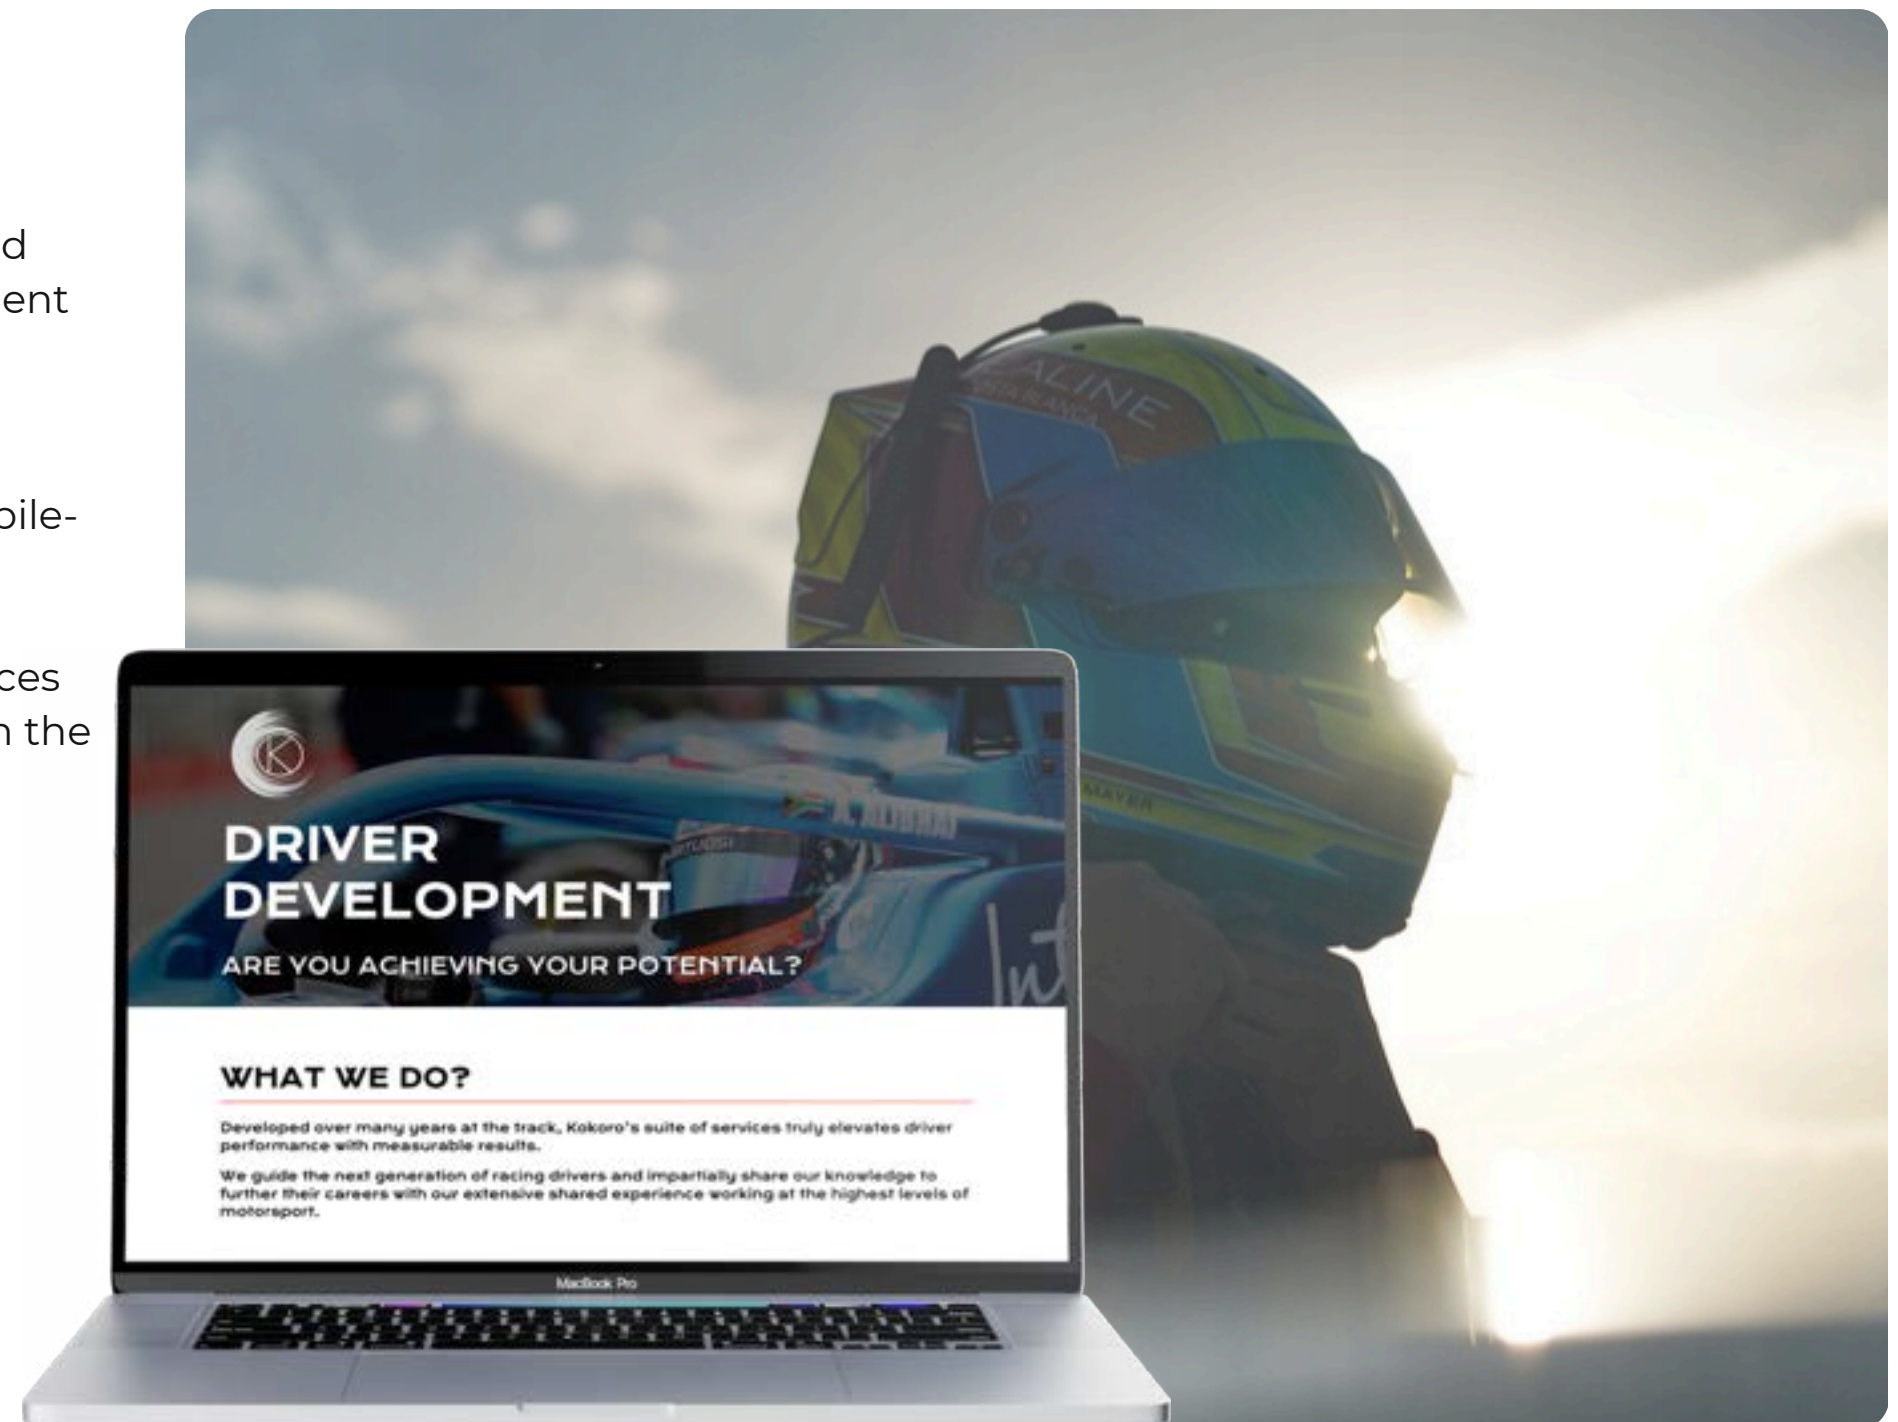 d
ent
ces
n the
ALINE
COSTA BLANCA
MAYER
K
DRIVER
DEVELOPMENT
ARE YOU ACHIEVING YOUR POTENTIAL?
Int
WHAT WE DO?
Developed over many years at the track, Kokoro's suite of services truly elevates driver
performance with measurable results.
We guide the next generation of racing drivers and impartially share our knowledge to
further their careers with our extensive shared experience working at the highest levels of
motorsport.
MacBook Pro